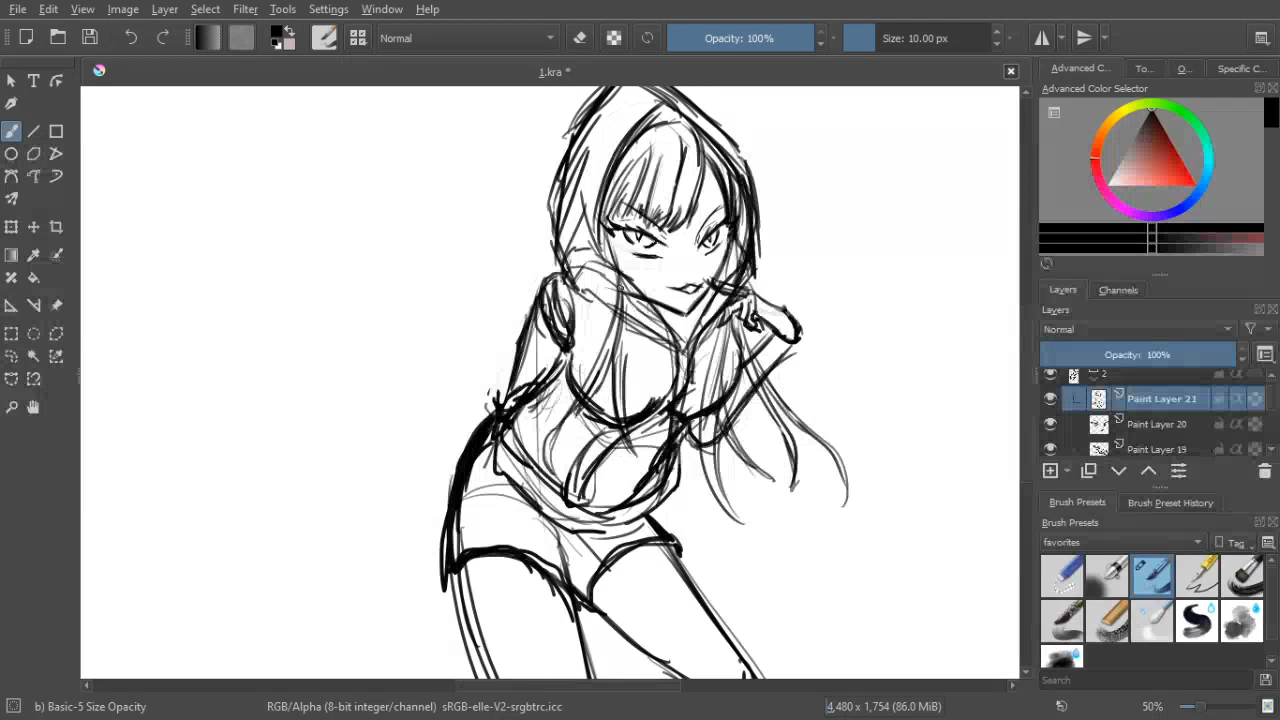 File Edit View Image Layer Select Filter Tools Settings Window Help
Normal
Opacity: 100%
Size: 10.00 px
1.kra *
Advanced C... To... O... Specific C...
Advanced Color Selector
Layers Channels
Layers
Normal
Opacity: 100%
2
Paint Layer 21
Paint Layer 20
Paint Layer 19
Brush Presets Brush Preset History
Brush Presets
favorites Tag
Search
b) Basic-5 Size Opacity RGB/Alpha (8-bit integer/channel) sRGB-elle-V2-srgbtrc.icc 4,480 x 1,754 (86.0 MiB) 50%